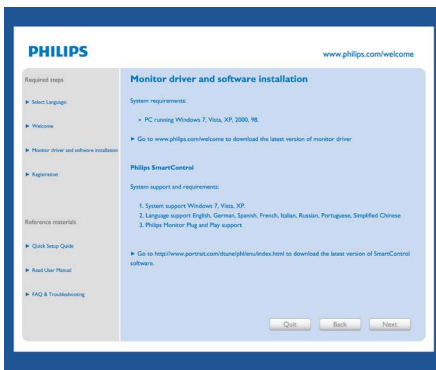 PHILIPS
www.philips.com/welcome
Required steps
Select Language
Welcome
Monitor driver and software installation
Registration
Reference materials
Quick Setup Guide
Read User Manual
FAQ & Troubleshooting
Monitor driver and software installation
System requirements:
PC running Windows 7, Vista, XP, 2000, 98.
Go to www.philips.com/welcome to download the latest version of monitor driver
Philips SmartControl
System support and requirements:
1. System support Windows 7, Vista, XP.
2. Language support English, German, Spanish, French, Italian, Russian, Portuguese, Simplified Chinese
3. Philips Monitor Plug and Play support
Go to http://www.portrait.com/dtune/phl/enu/index.html to download the latest version of SmartControl
software.
Quit Back Next